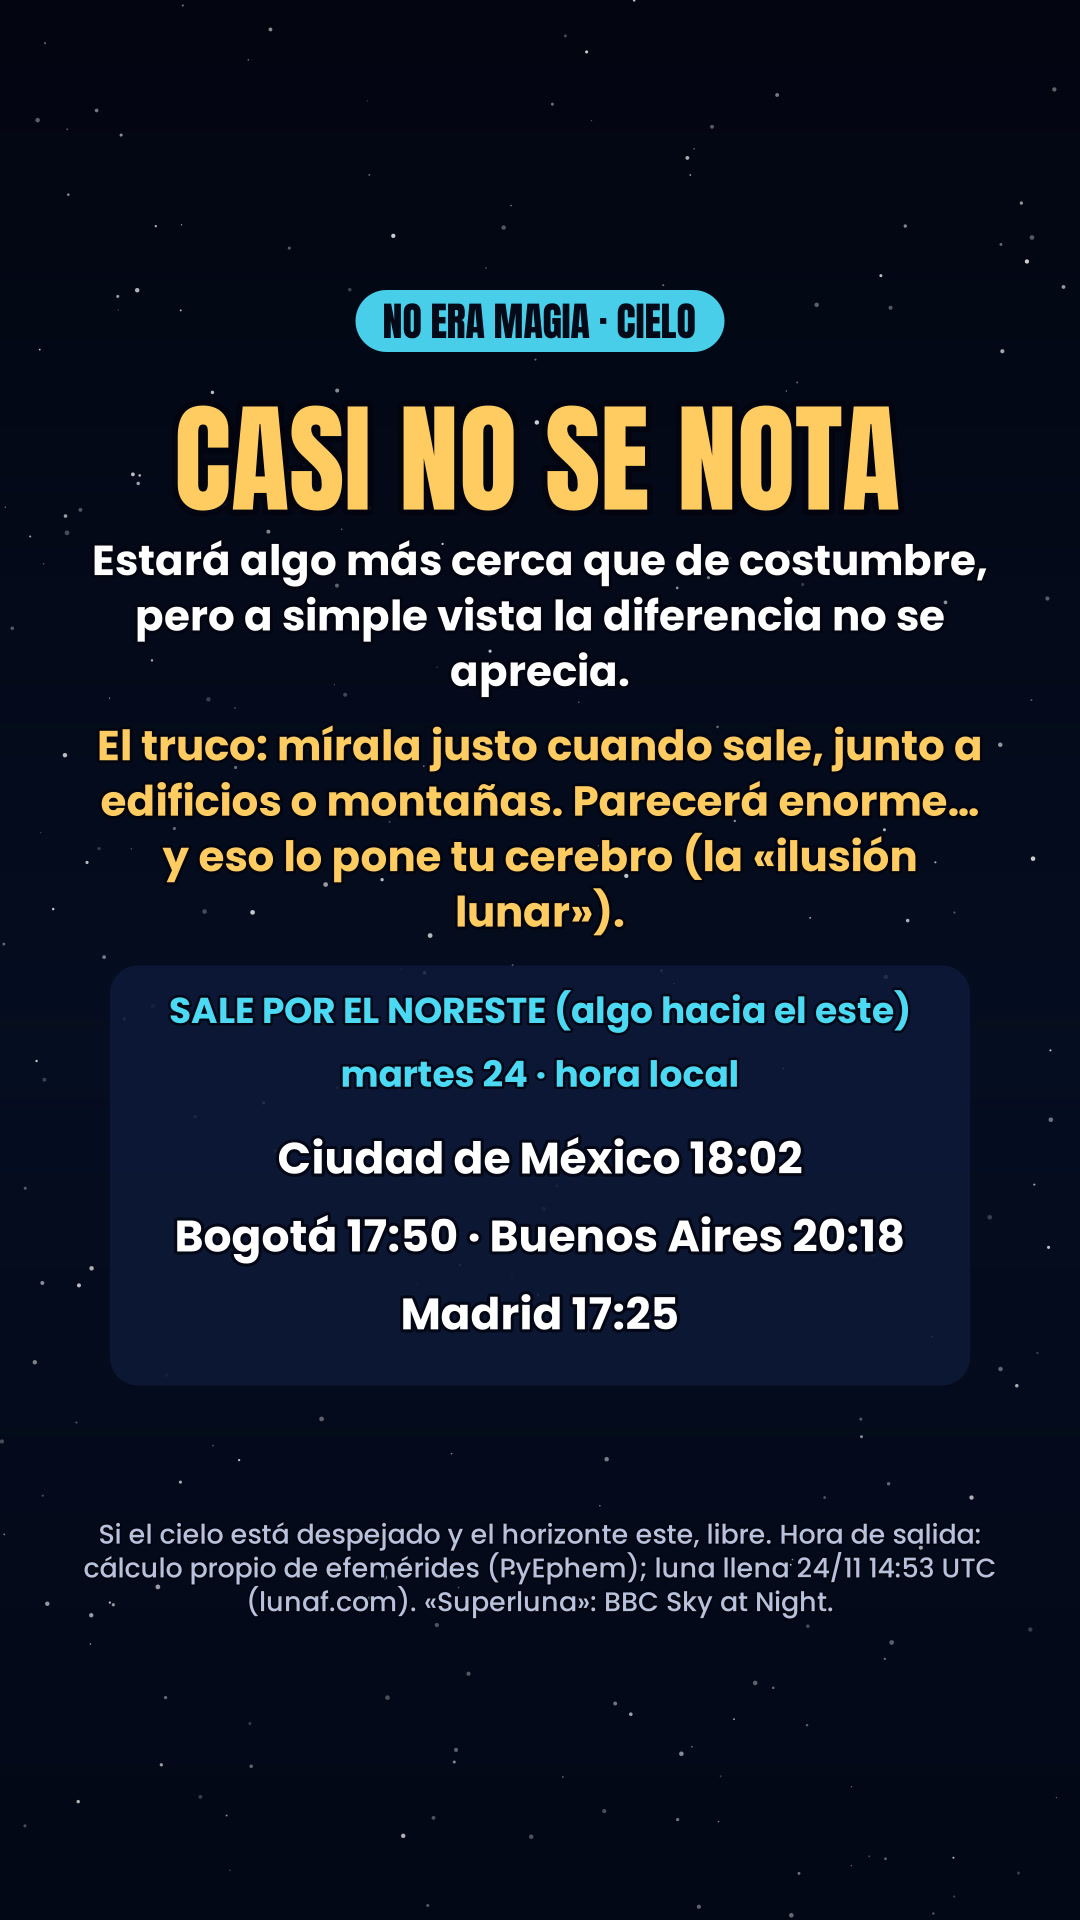 NO ERA MAGIA · CIELO
CASI NO SE NOTA
Estará algo más cerca que de costumbre,
pero a simple vista la diferencia no se
aprecia.
El truco: mírala justo cuando sale, junto a
edificios o montañas. Parecerá enorme...
y eso lo pone tu cerebro (la «ilusión
lunar»).
SALE POR EL NORESTE (algo hacia el este)
martes 24 · hora local
Ciudad de México 18:02
Bogotá 17:50 · Buenos Aires 20:18
Madrid 17:25
Si el cielo está despejado y el horizonte este, libre. Hora de salida:
cálculo propio de efemérides (PyEphem); luna llena 24/11 14:53 UTC
(lunaf.com). «Superluna»: BBC Sky at Night.